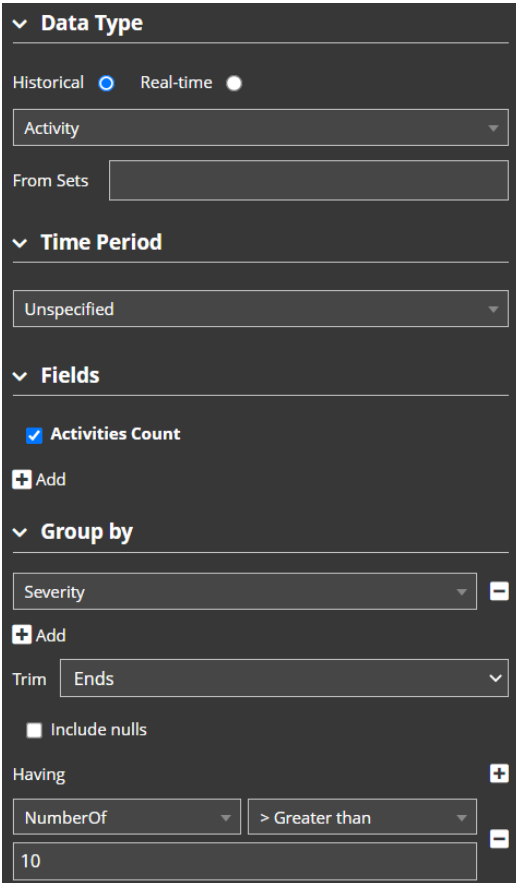 Data Type
Historical Real-time
Activity
From Sets
Time Period
Unspecified
Fields
Activities Count
Add
Group by
Severity
Add
Trim Ends
Include nulls
Having
NumberOf > Greater than
10